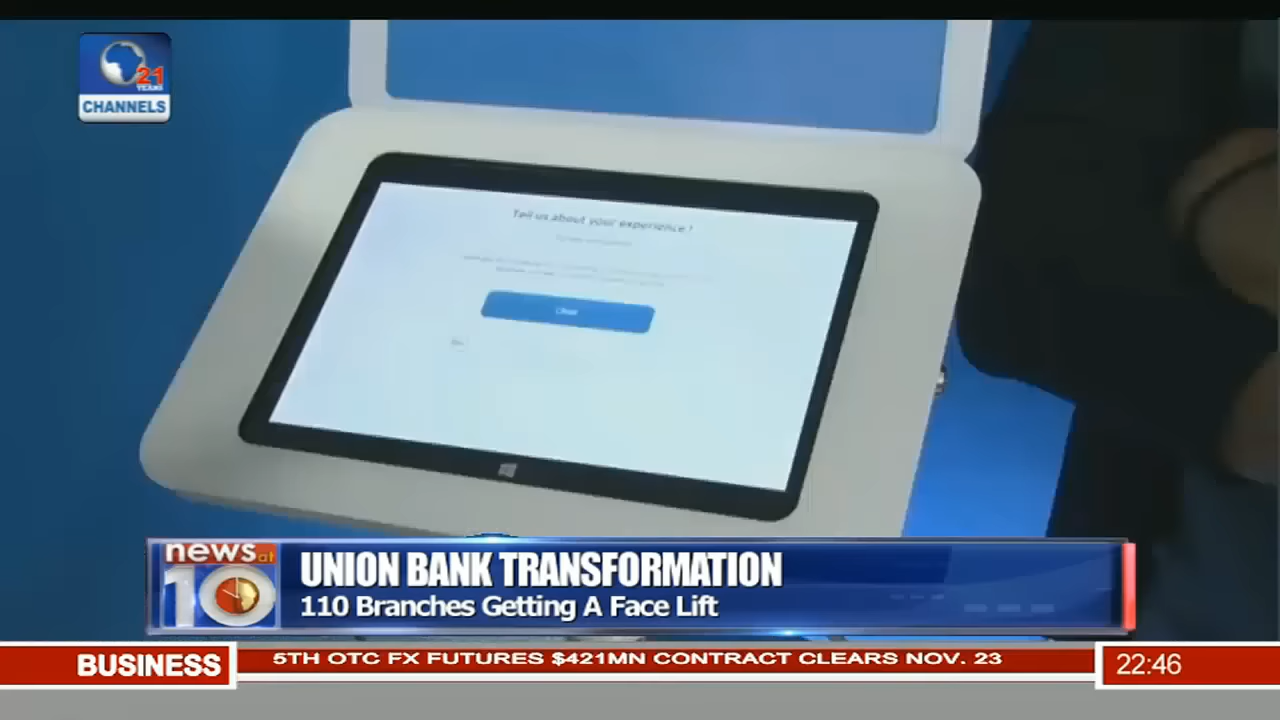 21
YEARS
CHANNELS
Tell us about your experience !
news at
10
UNION BANK TRANSFORMATION
110 Branches Getting A Face Lift
BUSINESS
5TH OTC FX FUTURES $421MN CONTRACT CLEARS NOV. 23
22:46